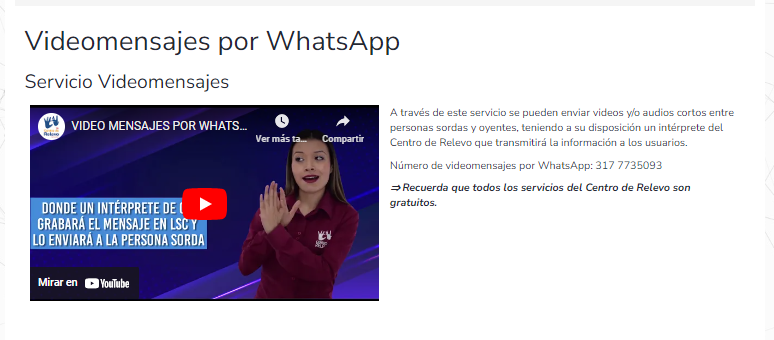 Videomensajes por WhatsApp
Servicio Videomensajes
VIDEO MENSAJES POR WHATS...
Ver más ta...
Compartir
Relevo
DONDE UN INTÉRPRETE DE
GRABARÁ EL MENSAJE EN LSC Y
LO ENVIARÁ A LA PERSONA SORDA
Mirar en YouTube
A través de este servicio se pueden enviar videos y/o audios cortos entre
personas sordas y oyentes, teniendo a su disposición un intérprete del
Centro de Relevo que transmitirá la información a los usuarios.
Número de videomensajes por WhatsApp: 317 7735093
⇒ Recuerda que todos los servicios del Centro de Relevo son
gratuitos.